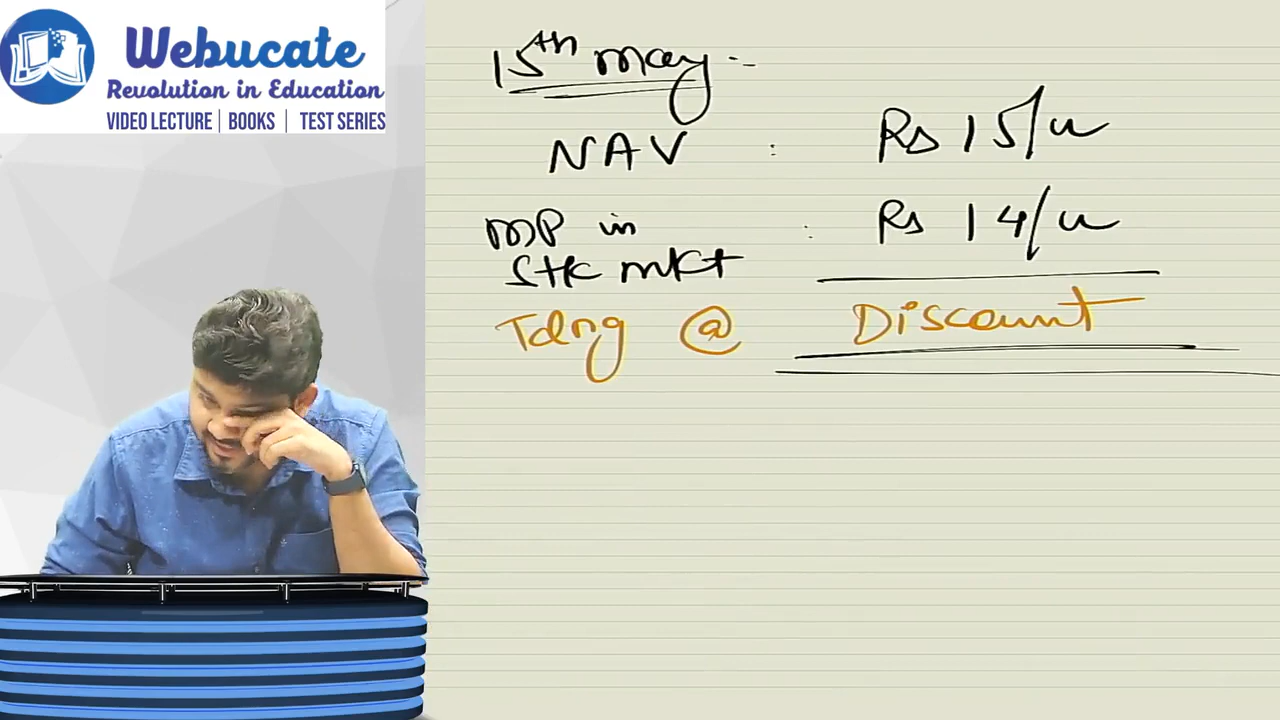 Webucate
Revolution in Education
VIDEO LECTURE | BOOKS | TEST SERIES
15th may :-
NAV : Rs 15/u
MP in : Rs 14/u
Stk mkt
Tdng @ Discount